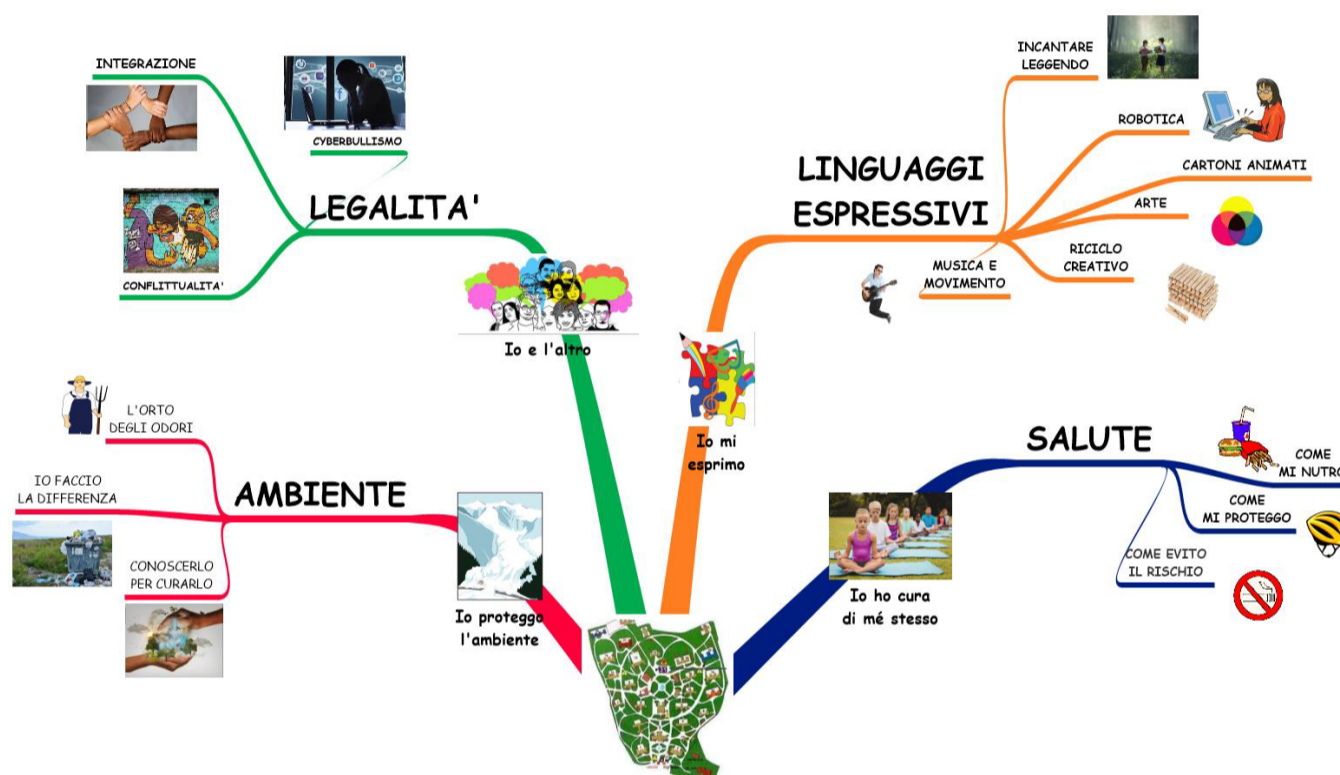 INTEGRAZIONE
CYBERBULLISMO
LEGALITA'
CONFLITTUALITA'
Io e l'altro
INCANTARE
LEGGENDO
ROBOTICA
CARTONI ANIMATI
LINGUAGGI
ESPRESSIVI
ARTE
RICICLO
CREATIVO
MUSICA E
MOVIMENTO
Io mi
esprimo
L'ORTO
DEGLI ODORI
IO FACCIO
LA DIFFERENZA
AMBIENTE
CONOSCERLO
PER CURARLO
Io proteggo
l'ambiente
SALUTE
COME
MI NUTRO
COME
MI PROTEGGO
COME EVITO
IL RISCHIO
Io ho cura
di mé stesso